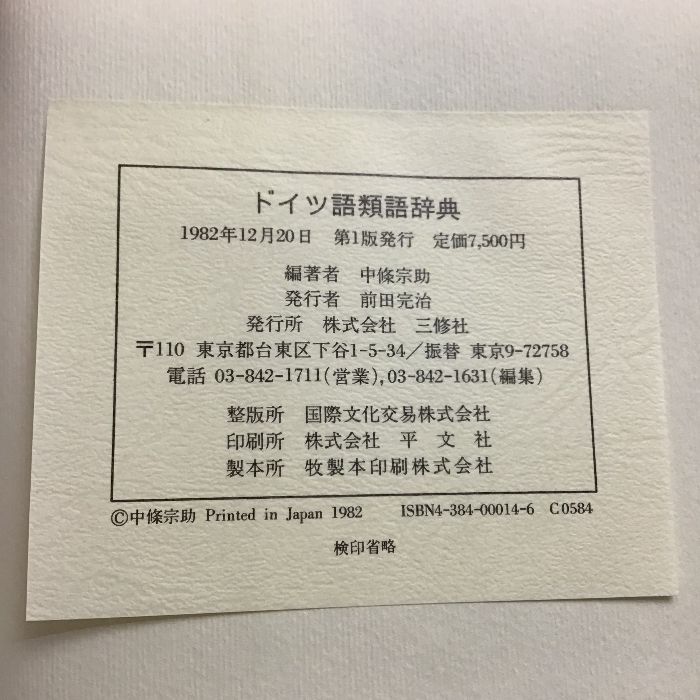 ドイツ語類語辞典
1982年12月20日 第1版発行 定価7,500円
編著者 中條宗助
発行者 前田完治
発行所 株式会社 三修社
〒110 東京都台東区下谷1-5-34／振替 東京9-72758
電話 03-842-1711(営業),03-842-1631(編集)
整版所 国際文化交易株式会社
印刷所 株式会社 平文社
製本所 牧製本印刷株式会社
©中條宗助 Printed in Japan 1982 ISBN4-384-00014-6 C0584
検印省略